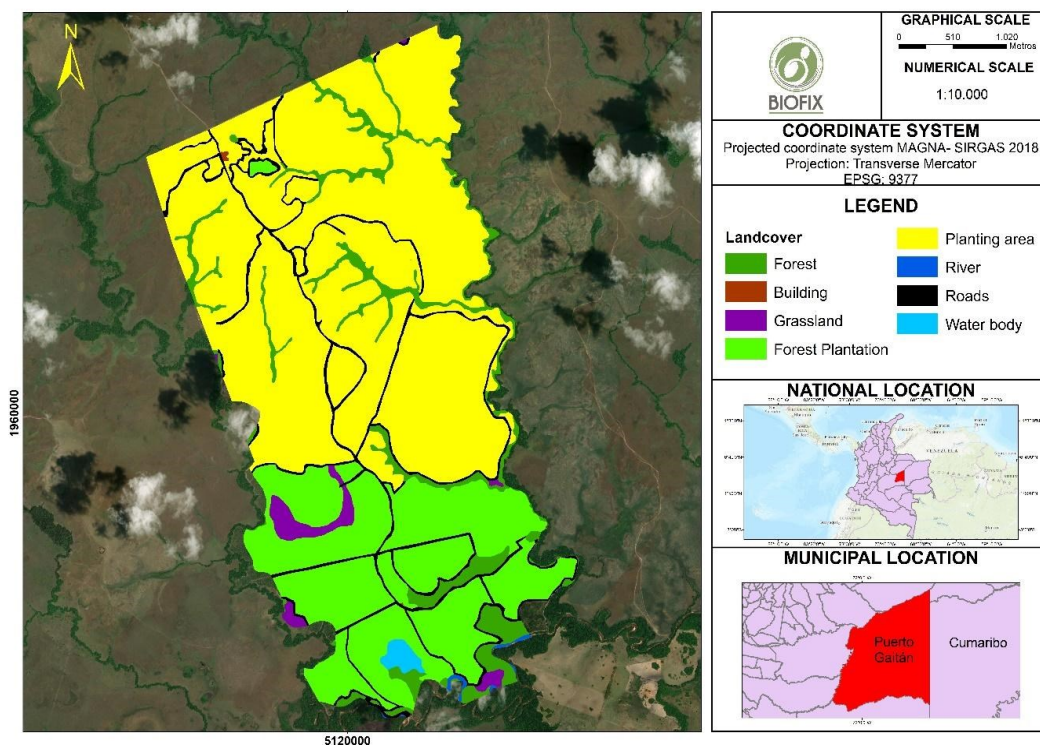 N
1960000
5120000
BIOFIX
GRAPHICAL SCALE
0 510 1.020
Metros
NUMERICAL SCALE
1:10.000
COORDINATE SYSTEM
Projected coordinate system MAGNA- SIRGAS 2018
Projection: Transverse Mercator
EPSG: 9377
LEGEND
Landcover
Forest
Building
Grassland
Forest Plantation
Planting area
River
Roads
Water body
NATIONAL LOCATION
VENEZUELA
MUNICIPAL LOCATION
Puerto
Gaitán
Cumaribo